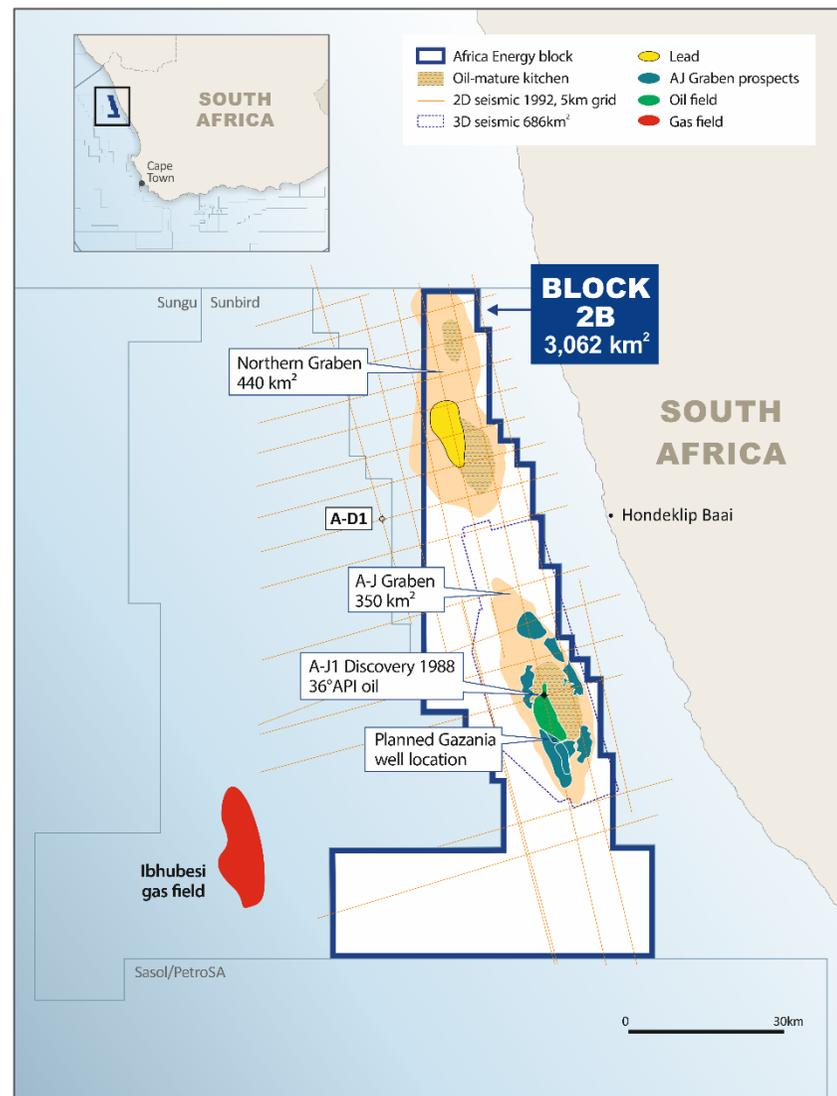 SOUTH
AFRICA
Cape
Town
Africa Energy block
Oil-mature kitchen
2D seismic 1992, 5km grid
3D seismic 686km²
Lead
AJ Graben prospects
Oil field
Gas field
Sungu
Sunbird
BLOCK
2B
3,062 km²
Northern Graben
440 km²
SOUTH
AFRICA
A-D1
Hondeklip Baai
A-J Graben
350 km²
A-J1 Discovery 1988
36°API oil
Planned Gazania
well location
Ibhubesi
gas field
Sasol/PetroSA
0
30km